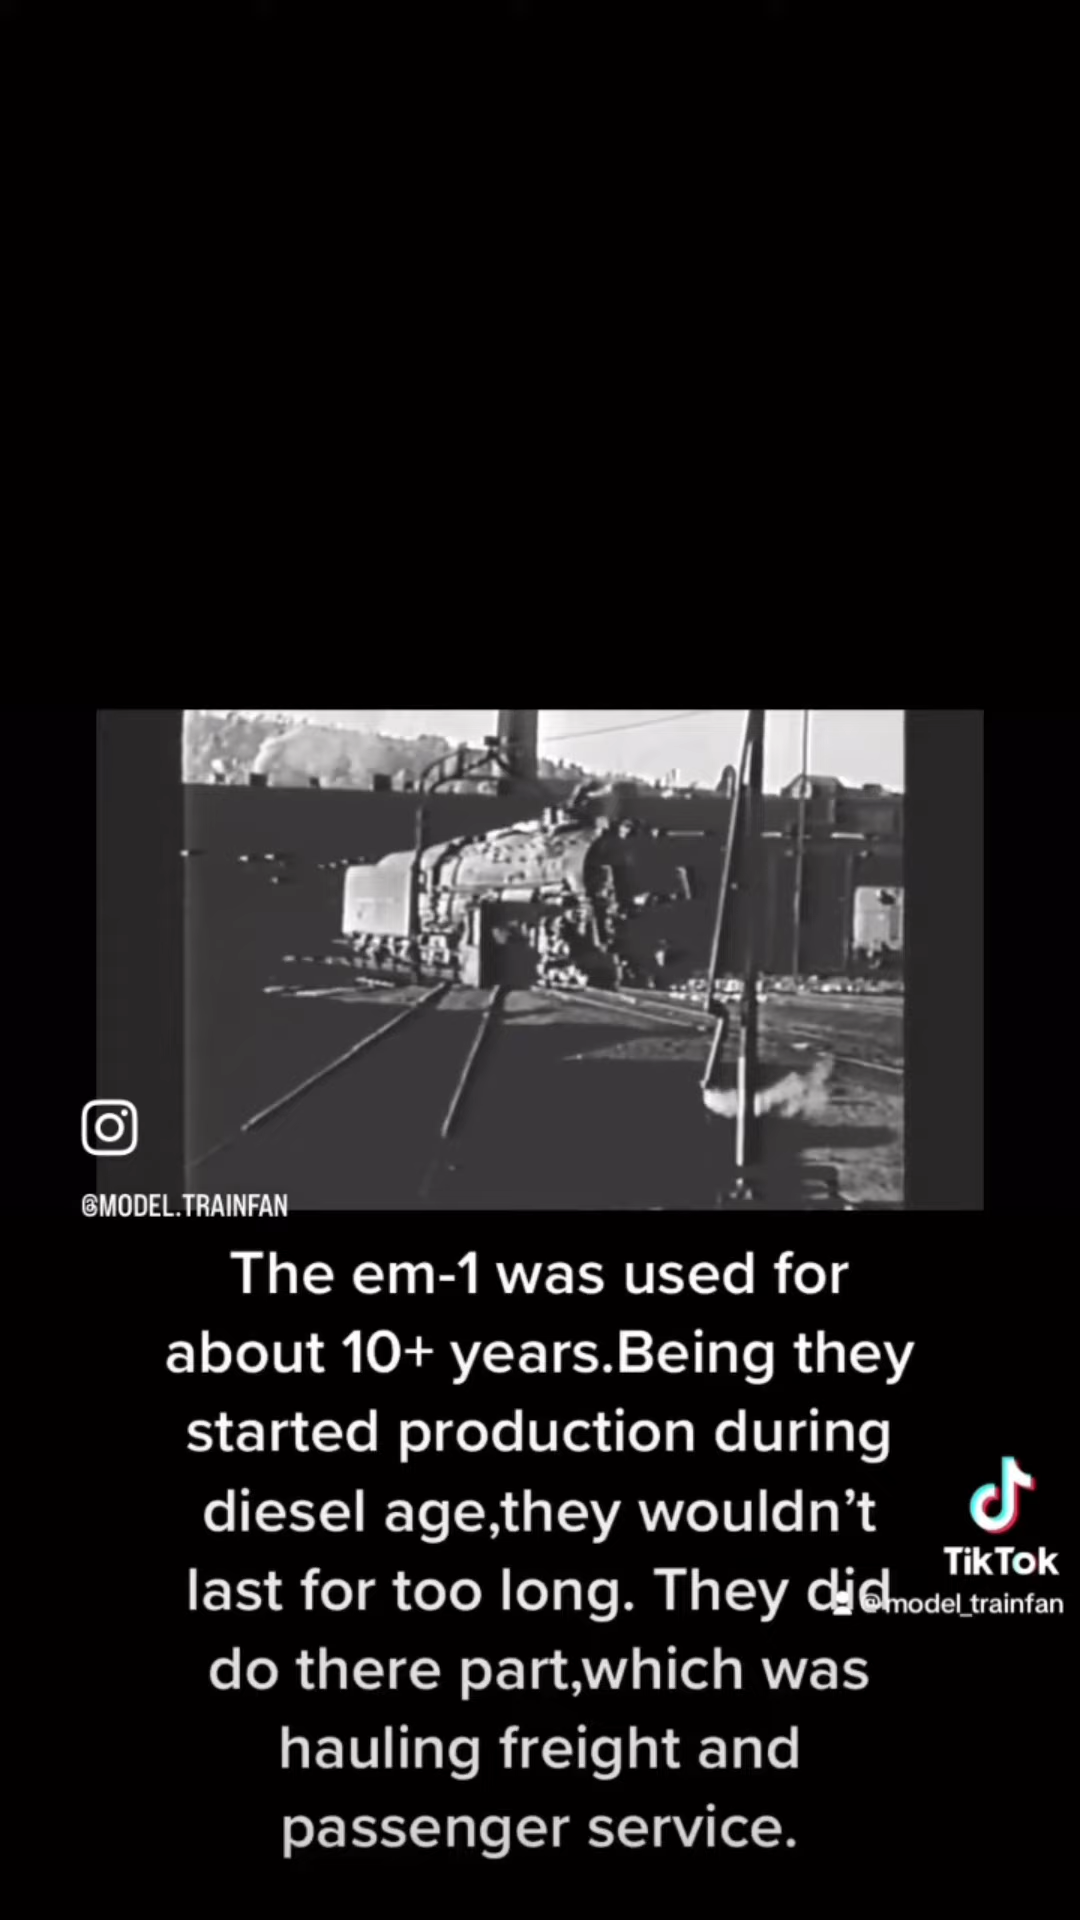 @MODEL.TRAINFAN
The em-1 was used for
about 10+ years.Being they
started production during
diesel age,they wouldn't
last for too long. They did
do there part,which was
hauling freight and
passenger service.
TikTok
@model_trainfan